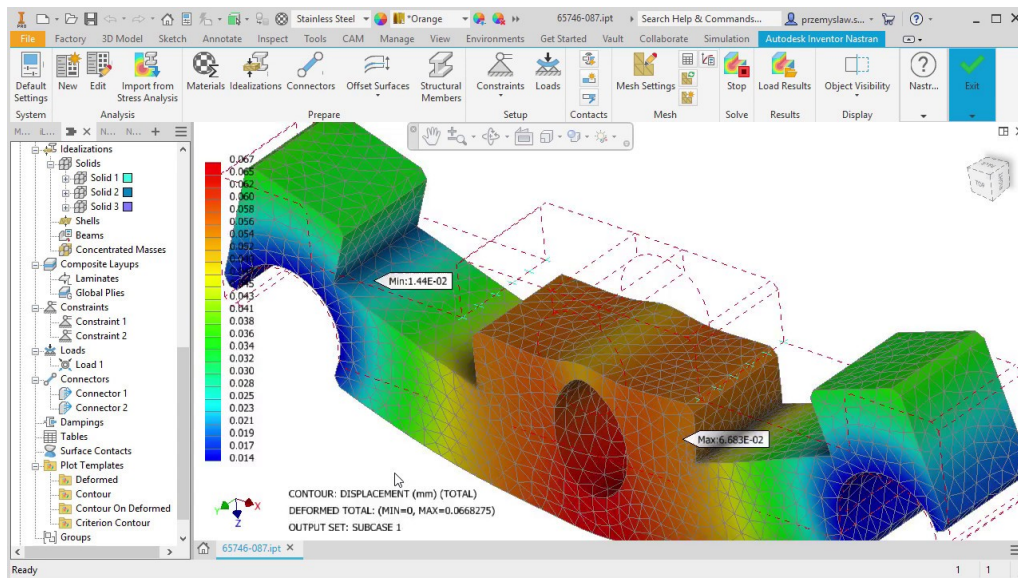 PRO
Stainless Steel
*Orange
65746-087.ipt
Search Help & Commands...
przemyslaw.s...
File Factory 3D Model Sketch Annotate Inspect Tools CAM Manage View Environments Get Started Vault Collaborate Simulation Autodesk Inventor Nastran
Default Settings New Edit Import from Stress Analysis Materials Idealizations Connectors Offset Surfaces Structural Members Constraints Loads Mesh Settings Stop Load Results Object Visibility Nastr... Exit
System Analysis Prepare Setup Contacts Mesh Solve Results Display
M... iL... N... N...
Idealizations
Solids
Solid 1
Solid 2
Solid 3
Shells
Beams
Concentrated Masses
Composite Layups
Laminates
Global Plies
Constraints
Constraint 1
Constraint 2
Loads
Load 1
Connectors
Connector 1
Connector 2
Dampings
Tables
Surface Contacts
Plot Templates
Deformed
Contour
Contour On Deformed
Criterion Contour
Groups
0.067
0.065
0.062
0.060
0.058
0.056
0.054
0.052
0.043
0.041
0.038
0.036
0.034
0.032
0.030
0.028
0.025
0.023
0.021
0.019
0.017
0.014
Min:1.44E-02
Max:6.683E-02
X
Y
Z
CONTOUR: DISPLACEMENT (mm) (TOTAL)
DEFORMED TOTAL: (MIN=0, MAX=0.0668275)
OUTPUT SET: SUBCASE 1
65746-087.ipt
Ready
1 1